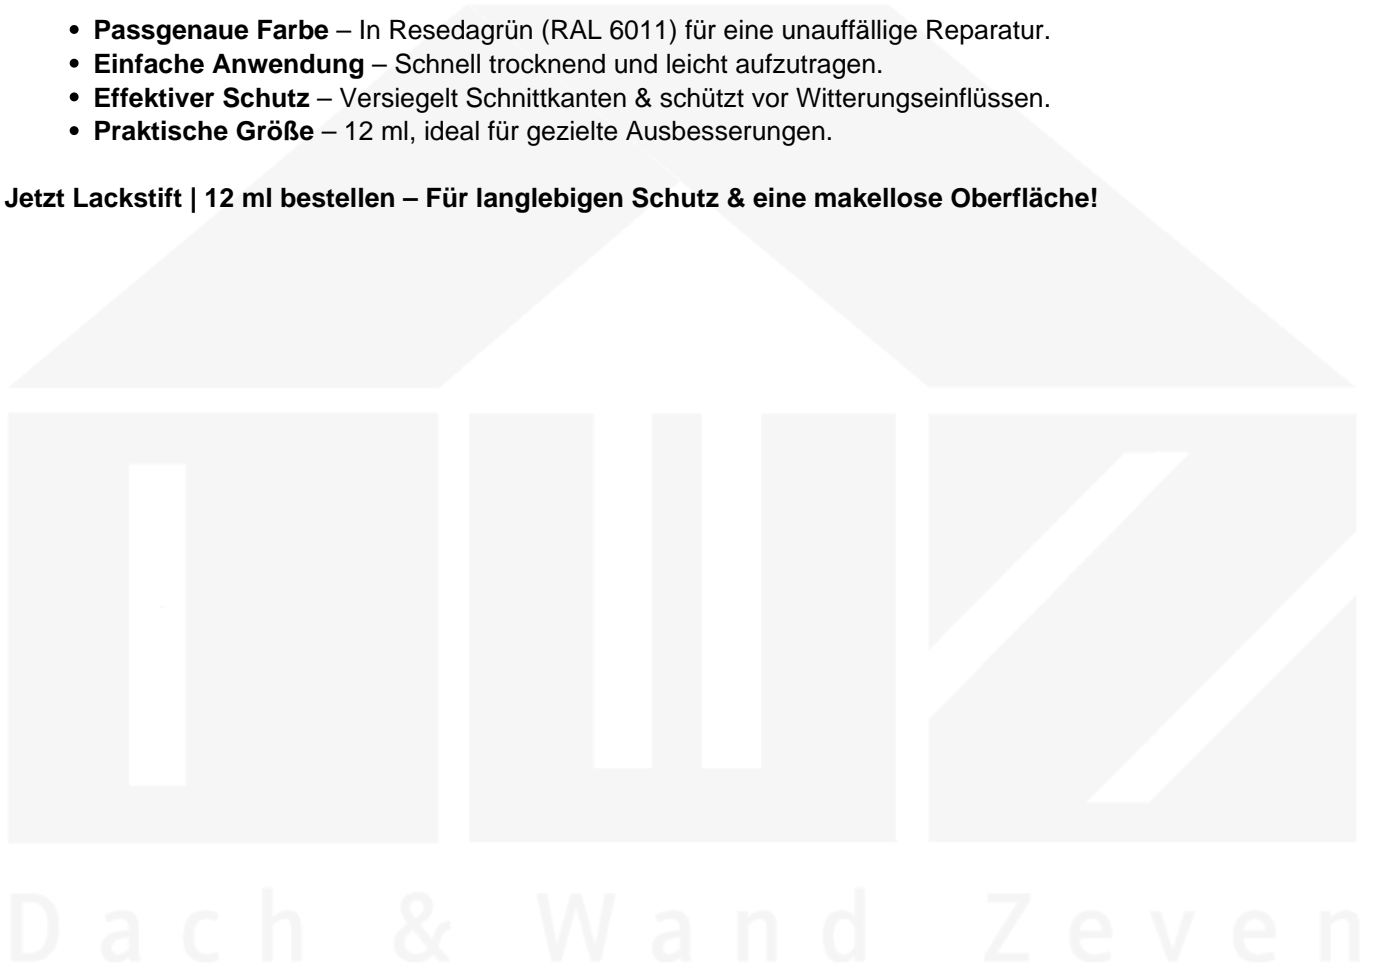 • Passgenaue Farbe – In Resedagrün (RAL 6011) für eine unauffällige Reparatur.
• Einfache Anwendung – Schnell trocknend und leicht aufzutragen.
• Effektiver Schutz – Versiegelt Schnittkanten & schützt vor Witterungseinflüssen.
• Praktische Größe – 12 ml, ideal für gezielte Ausbesserungen.
Jetzt Lackstift | 12 ml bestellen – Für langlebigen Schutz & eine makellose Oberfläche!
Dach & Wand Zeven